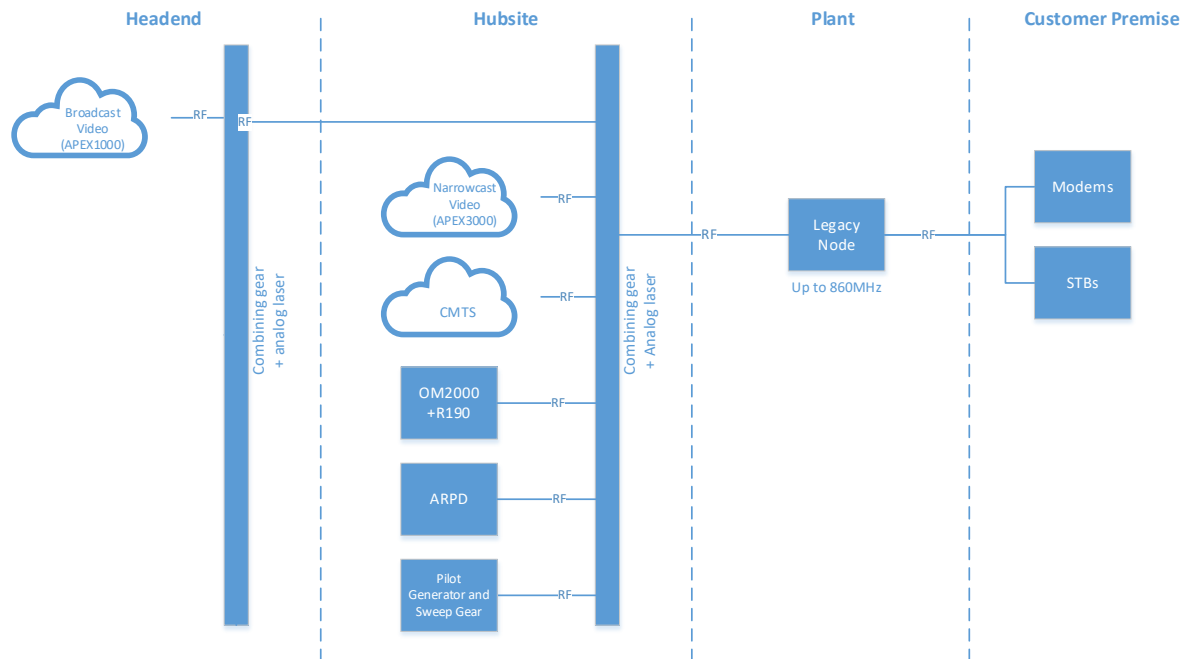 Headend
Hubsite
Plant
Customer Premise
Broadcast
Video
(APEX1000)
RF
RF
Combining gear
+ analog laser
Narrowcast
Video
(APEX3000)
RF
CMTS
RF
OM2000
+R190
RF
ARPD
RF
Pilot
Generator and
Sweep Gear
RF
Combining gear
+ Analog laser
RF
Legacy
Node
Up to 860MHz
RF
Modems
STBs